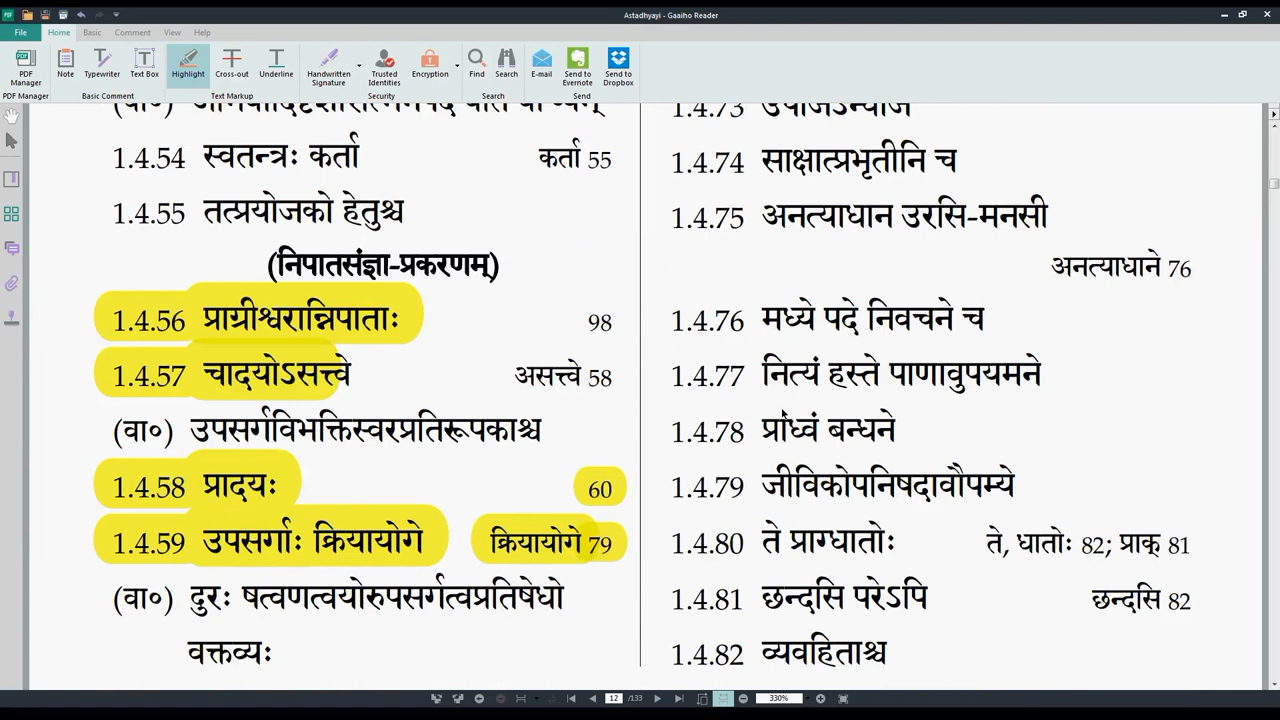 Astadhyayi - Gaaiho Reader
File Home Basic Comment View Help
PDF Manager Note Typewriter Text Box Highlight Cross-out Underline Handwritten Signature Trusted Identities Encryption Find Search E-mail Send to Evernote Send to Dropbox
PDF Manager Basic Comment Text Markup Security Search Send
1.4.54 स्वतन्त्रः कर्ता कर्ता 55
1.4.55 तत्प्रयोजको हेतुश्च
(निपातसंज्ञा-प्रकरणम्)
1.4.56 प्राग्रीश्वरान्निपाताः 98
1.4.57 चादयोऽसत्त्वे असत्त्वे 58
(वा०) उपसर्गविभक्तिस्वरप्रतिरूपकाश्च
1.4.58 प्रादयः 60
1.4.59 उपसर्गाः क्रियायोगे क्रियायोगे 79
(वा०) दुरः षत्वणत्वयोरुपसर्गत्वप्रतिषेधो
वक्तव्यः
1.4.73 उपाजेऽन्वाजे
1.4.74 साक्षात्प्रभृतीनि च
1.4.75 अनत्याधान उरसि-मनसी
अनत्याधाने 76
1.4.76 मध्ये पदे निवचने च
1.4.77 नित्यं हस्ते पाणावुपयमने
1.4.78 प्राध्वं बन्धने
1.4.79 जीविकोपनिषदावौपम्ये
1.4.80 ते प्राग्धातोः ते, धातोः 82; प्राक् 81
1.4.81 छन्दसि परेऽपि छन्दसि 82
1.4.82 व्यवहिताश्च
12 /133 330%